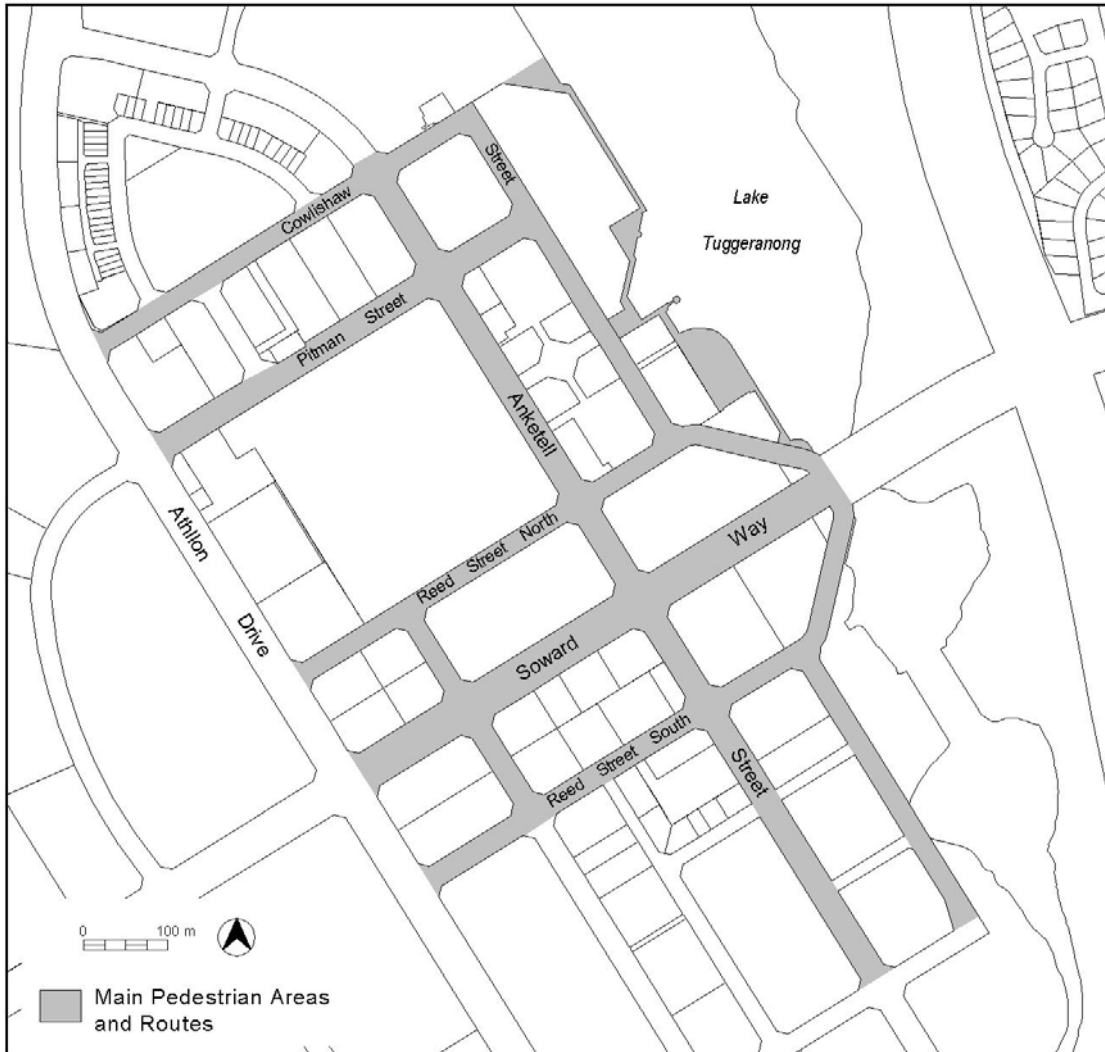 Street
Cowlishaw
Lake
Tuggeranong
Pitman Street
Anketell
Athllon
Drive
Reed Street North
Way
Soward
Reed Street South
Street
0 100 m
Main Pedestrian Areas
and Routes